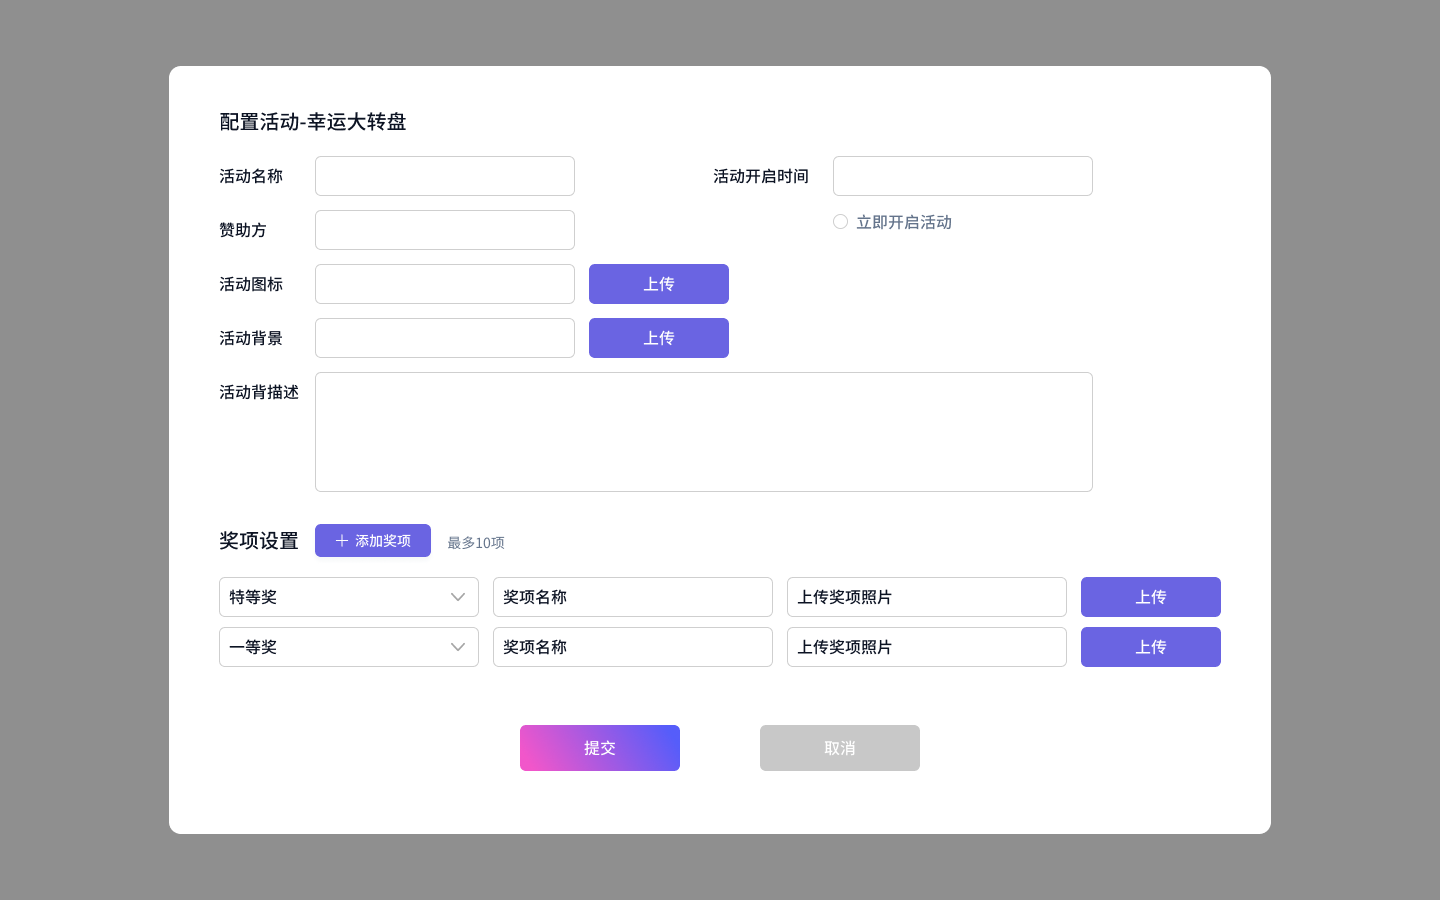 配置活动-幸运大转盘
活动名称
活动开启时间
赞助方
立即开启活动
活动图标
上传
活动背景
上传
活动背描述
奖项设置
添加奖项
最多10项
特等奖
奖项名称
上传奖项照片
上传
一等奖
奖项名称
上传奖项照片
上传
提交
取消